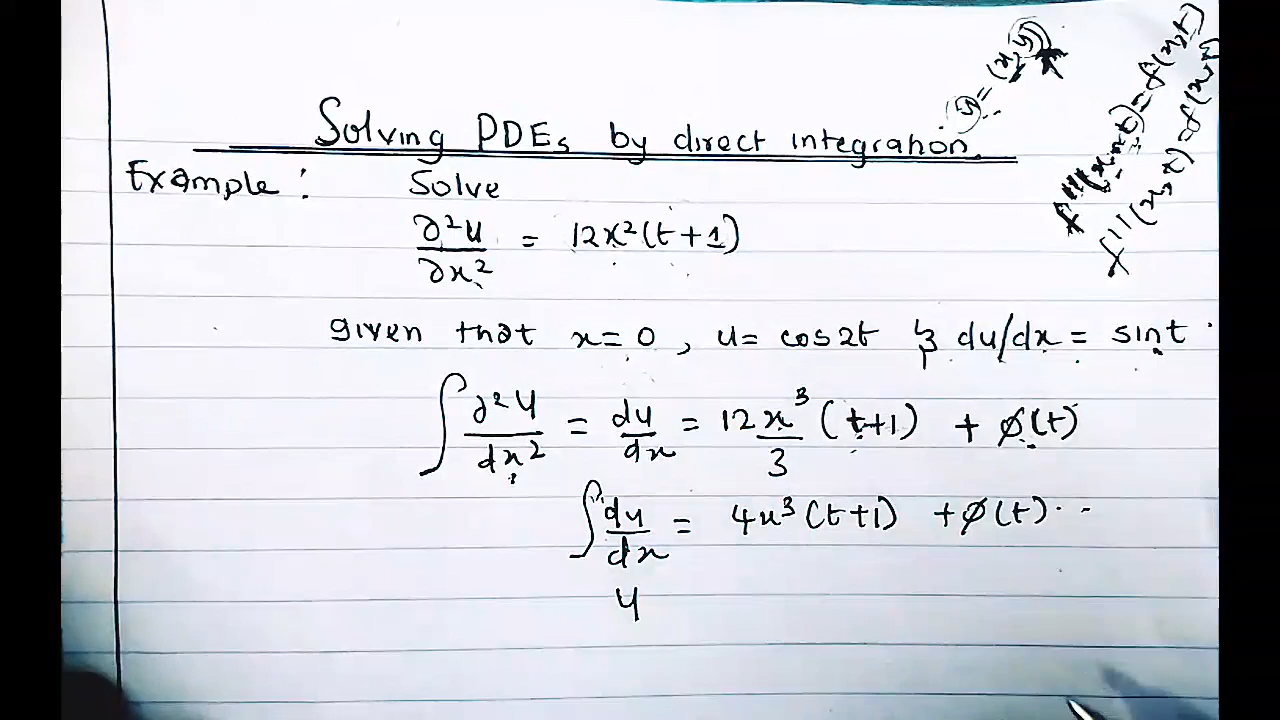 Solving PDEs by direct integration.
Example: Solve
∂²u/∂x² = 12x²(t+1)
given that x=0, u= cos2t & du/dx = sint.
∫ ∂²u/dx² = du/dx = 12x³/3 (t+1) + ø(t)
∫ du/dx = 4x³(t+1) + ø(t)...
u